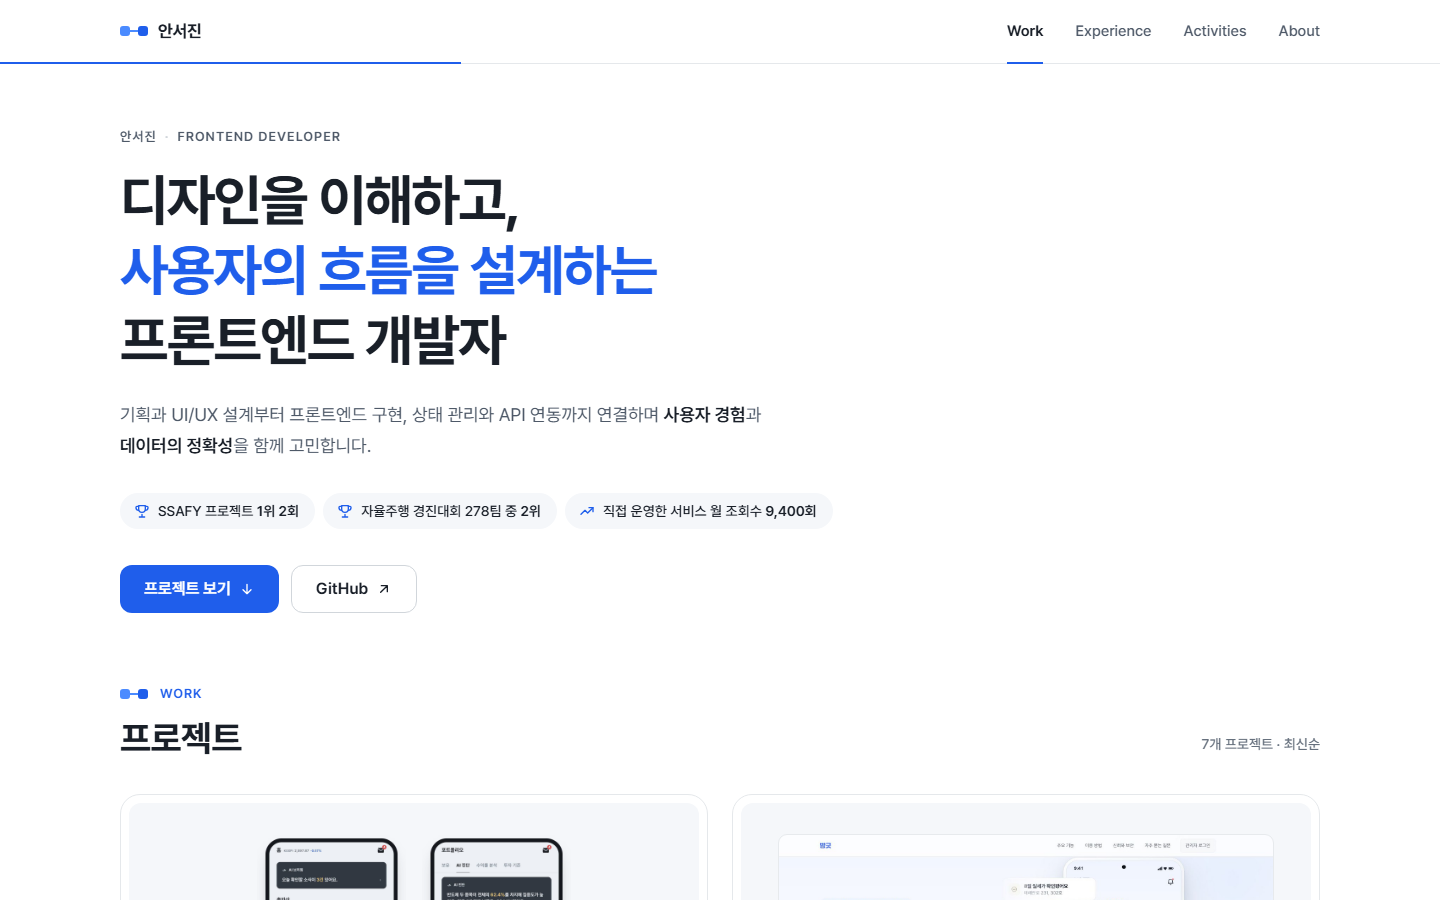 안서진
Work
Experience
Activities
About
안서진 · FRONTEND DEVELOPER
디자인을 이해하고,
사용자의 흐름을 설계하는
프론트엔드 개발자
기획과 UI/UX 설계부터 프론트엔드 구현, 상태 관리와 API 연동까지 연결하며 사용자 경험과
데이터의 정확성을 함께 고민합니다.
SSAFY 프로젝트 1위 2회
자율주행 경진대회 278팀 중 2위
직접 운영한 서비스 월 조회수 9,400회
프로젝트 보기 ↓
GitHub ↗
WORK
프로젝트
7개 프로젝트 · 최신순
포트폴리오
9:41